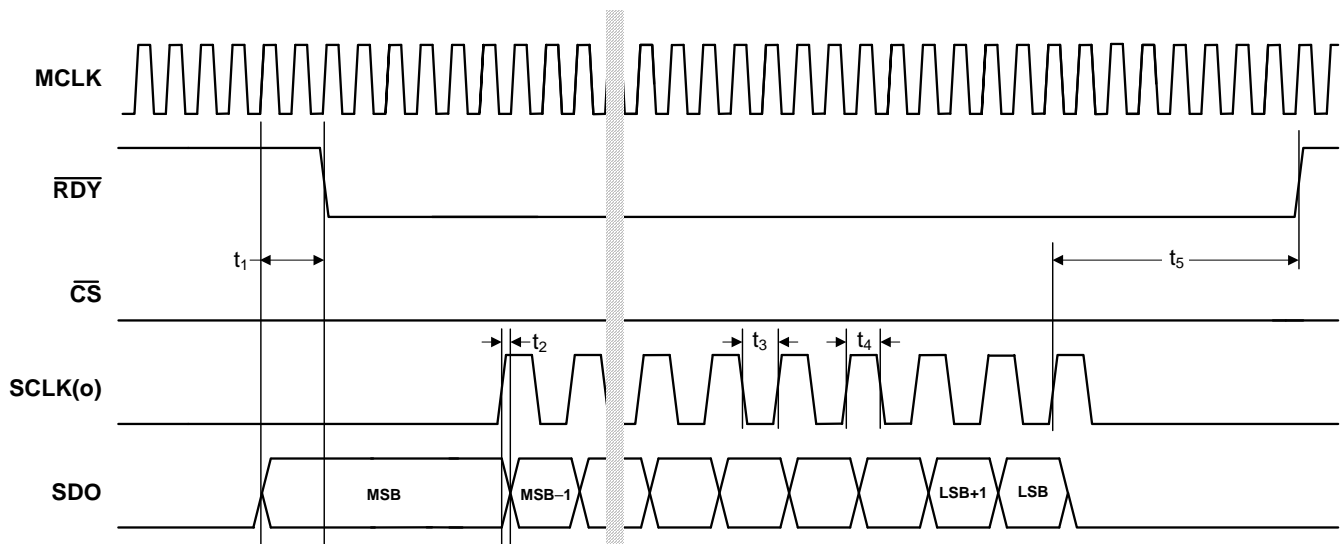 MCLK
RDY
t1
t5
CS
t2
t3
t4
SCLK(o)
SDO
MSB
MSB–1
LSB+1
LSB